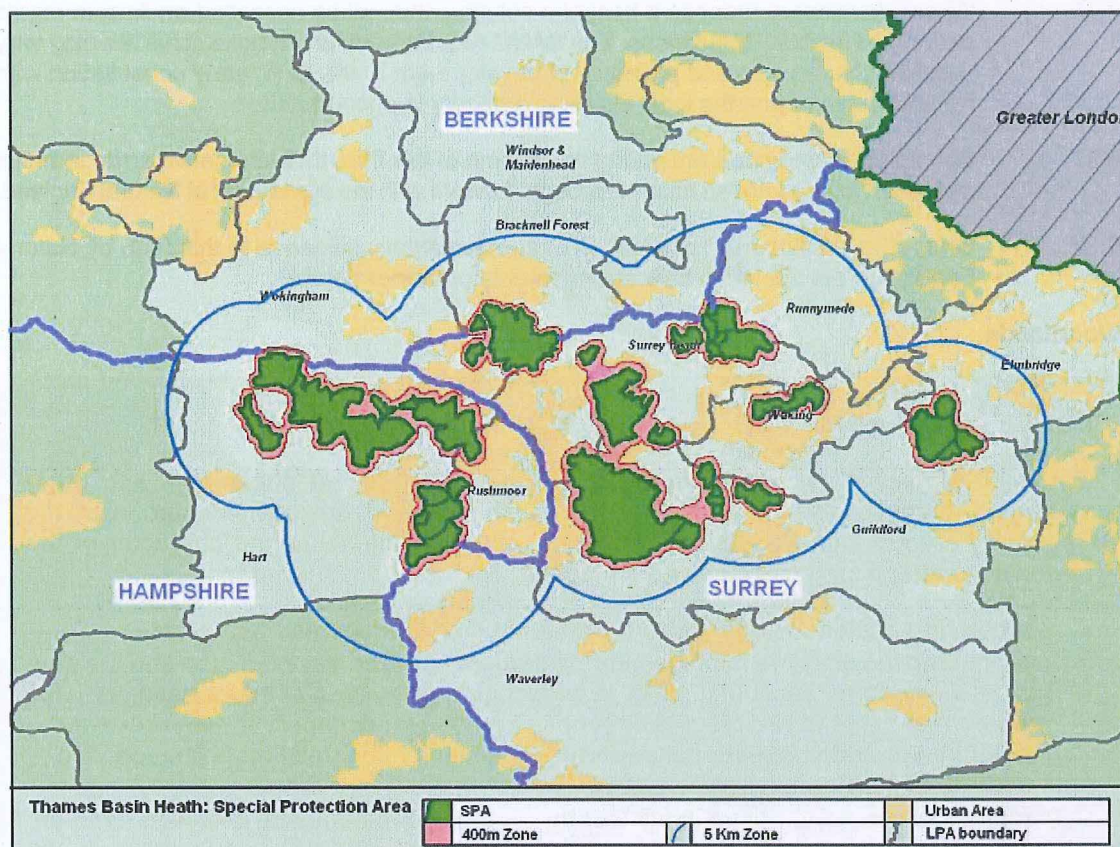 Greater London
BERKSHIRE
Windsor &
Maidenhead
Bracknell Forest
Wokingham
Runnymede
Surrey Heath
Elmbridge
Woking
Rushmoor
Guildford
Hart
HAMPSHIRE
SURREY
Waverley
Thames Basin Heath: Special Protection Area
SPA
Urban Area
400m Zone
5 Km Zone
LPA boundary